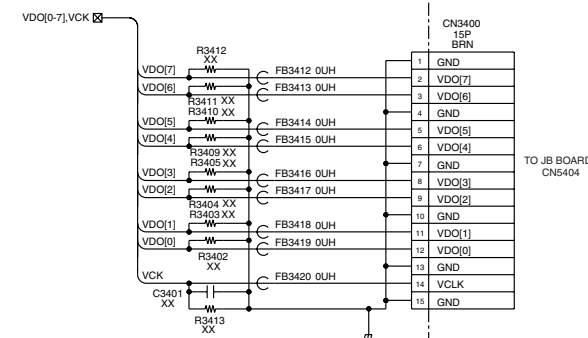 VDO[0-7],VCK
CN3400
15P
BRN
R3412
XX
1 GND
VDO[7] FB3412 0UH 2 VDO[7]
VDO[6] FB3413 0UH 3 VDO[6]
R3411 XX
R3410 XX
4 GND
VDO[5] FB3414 0UH 5 VDO[5]
VDO[4] FB3415 0UH 6 VDO[4]
R3409 XX
R3405 XX
7 GND
TO JB BOARD
CN5404
VDO[3] FB3416 0UH 8 VDO[3]
VDO[2] FB3417 0UH 9 VDO[2]
R3404 XX
R3403 XX
10 GND
VDO[1] FB3418 0UH 11 VDO[1]
VDO[0] FB3419 0UH 12 VDO[0]
R3402
XX
13 GND
VCK FB3420 0UH 14 VCLK
C3401
XX
15 GND
R3413
XX